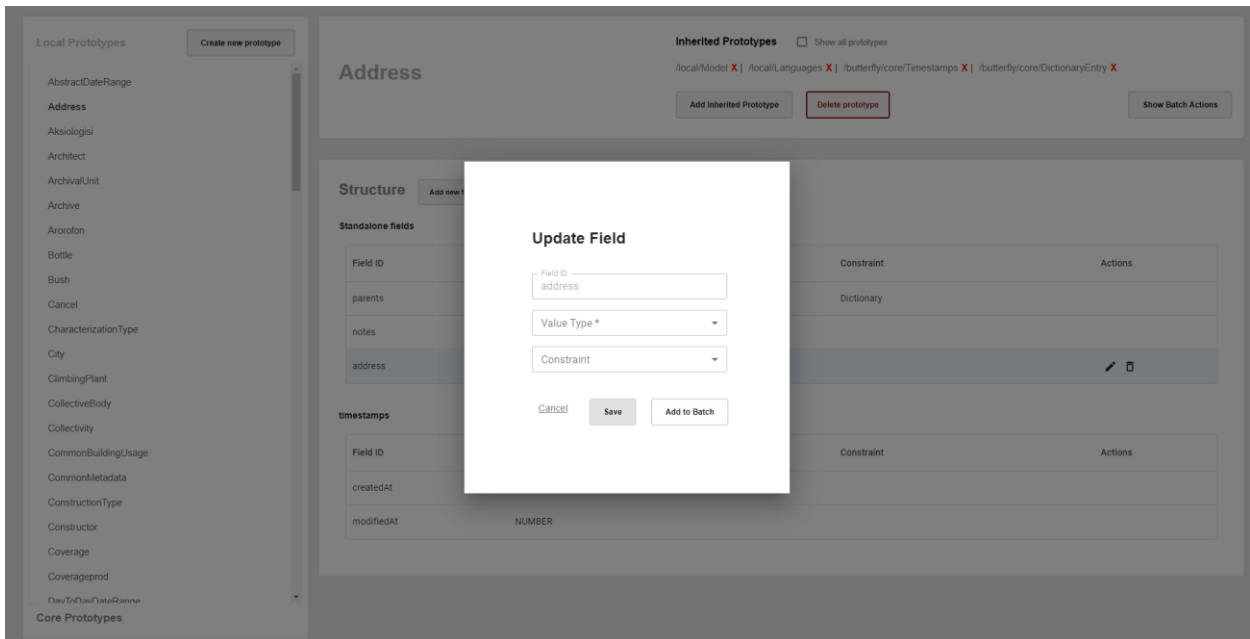 Local Prototypes
Create new prototype
AbstractDateRange
Address
Aksiologisi
Architect
ArchivalUnit
Archive
Arorofon
Bottle
Bush
Cancel
CharacterizationType
City
ClimbingPlant
CollectiveBody
Collectivity
CommonBuildingUsage
CommonMetadata
ConstructionType
Constructor
Coverage
Coverageprod
DayToDayDateRange
Core Prototypes
Address
Inherited Prototypes Show all prototypes
/local/Model X | /local/Languages X | /butterfly/core/Timestamps X | /butterfly/core/DictionaryEntry X
Add Inherited Prototype Delete prototype Show Batch Actions
Structure Add new
Standalone fields
Field ID Constraint Actions
parents Dictionary
notes
address
timestamps
Field ID Constraint Actions
createdAt
modifiedAt NUMBER
Update Field
Field ID
address
Value Type *
Constraint
Cancel Save Add to Batch